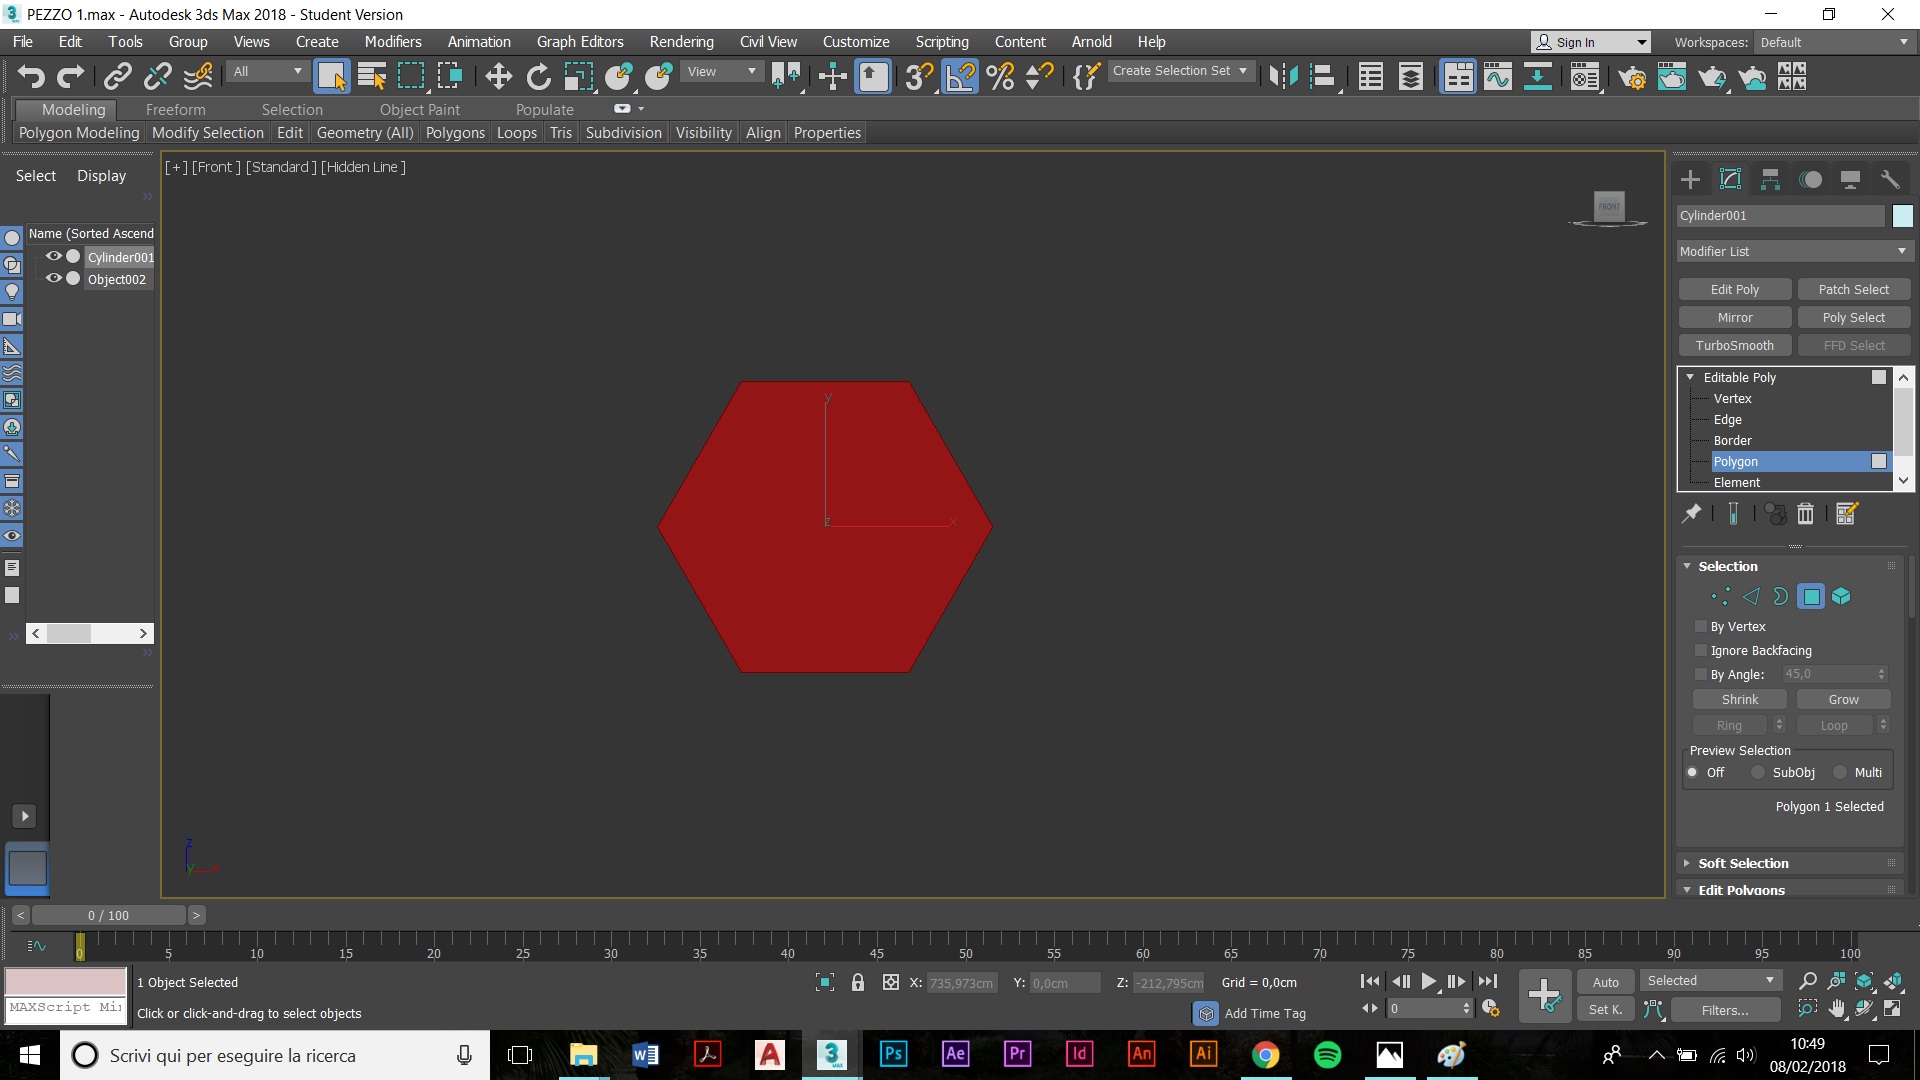 PEZZO 1.max - Autodesk 3ds Max 2018 - Student Version
File Edit Tools Group Views Create Modifiers Animation Graph Editors Rendering Civil View Customize Scripting Content Arnold Help
Sign In Workspaces: Default
All View Create Selection Set
Modeling Freeform Selection Object Paint Populate
Polygon Modeling Modify Selection Edit Geometry (All) Polygons Loops Tris Subdivision Visibility Align Properties
Select Display
Name (Sorted Ascend
Cylinder001
Object002
[+] [Front ] [Standard ] [Hidden Line ]
FRONT
y
z x
z
y x
Cylinder001
Modifier List
Edit Poly Patch Select
Mirror Poly Select
TurboSmooth FFD Select
Editable Poly
Vertex
Edge
Border
Polygon
Element
Selection
By Vertex
Ignore Backfacing
By Angle: 45,0
Shrink Grow
Ring Loop
Preview Selection
Off SubObj Multi
Polygon 1 Selected
Soft Selection
Edit Polygons
< 0 / 100 >
0 5 10 15 20 25 30 35 40 45 50 55 60 65 70 75 80 85 90 95 100
1 Object Selected X: 735,973cm Y: 0,0cm Z: -212,795cm Grid = 0,0cm Auto Selected
MAXScript Mi
Click or click-and-drag to select objects Add Time Tag 0 Set K. Filters...
Scrivi qui per eseguire la ricerca
3 MAX Ps Ae Pr Id An Ai
10:49
08/02/2018